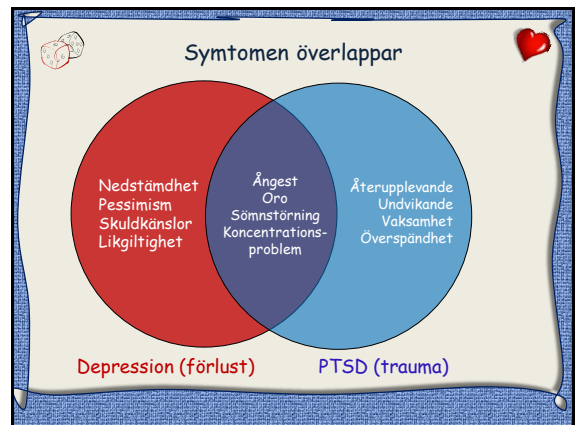 Symtomen överlappar
Nedstämdhet
Pessimism
Skuldkänslor
Likgiltighet
Ångest
Oro
Sömnstörning
Koncentrations-
problem
Återupplevande
Undvikande
Vaksamhet
Överspändhet
Depression (förlust)
PTSD (trauma)